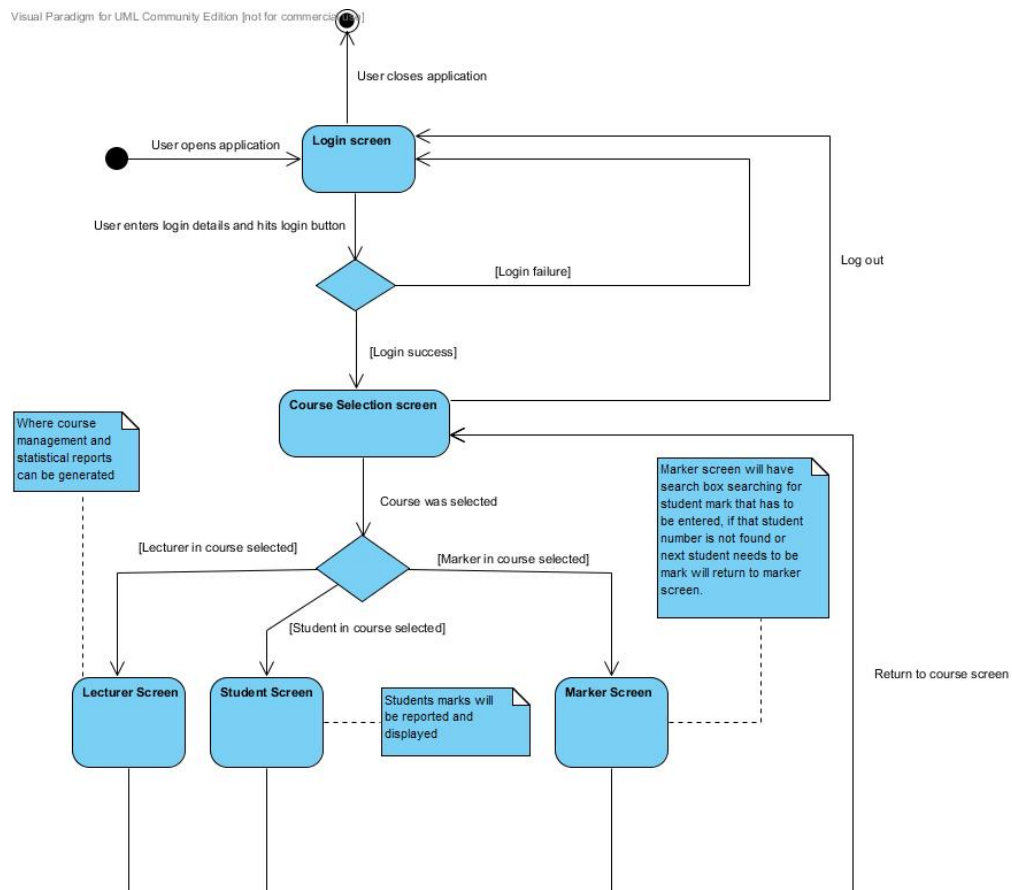 Visual Paradigm for UML Community Edition [not for commercial use]
User closes application
User opens application
Login screen
User enters login details and hits login button
[Login failure]
Log out
[Login success]
Course Selection screen
Where course
management and
statistical reports
can be generated
Course was selected
Marker screen will have
search box searching for
student mark that has to
be entered, if that student
number is not found or
next student needs to be
mark will return to marker
screen.
[Lecturer in course selected]
[Marker in course selected]
[Student in course selected]
Return to course screen
Lecturer Screen
Student Screen
Students marks will
be reported and
displayed
Marker Screen